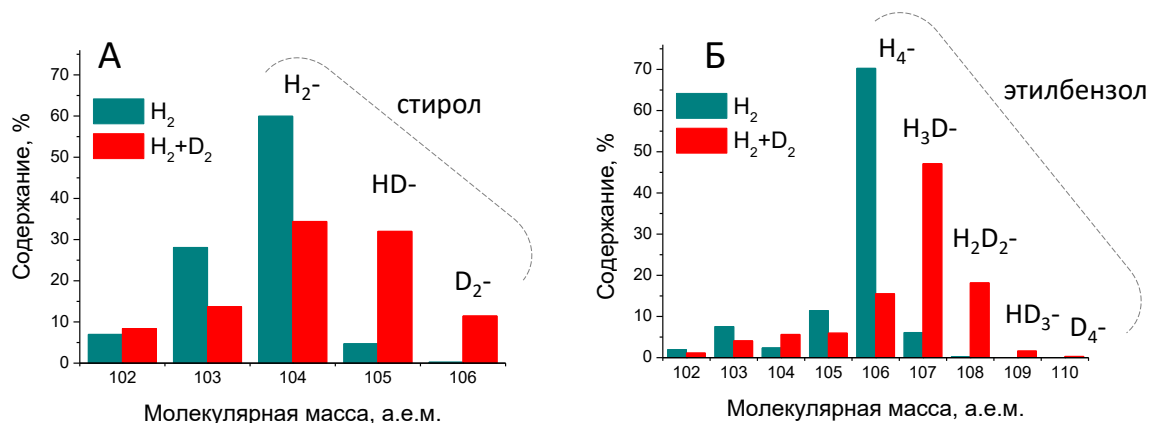 А
H₂-
стирол
H₂
H₂+D₂
HD-
D₂-
Содержание, %
70
60
50
40
30
20
10
0
102 103 104 105 106
Молекулярная масса, а.е.м.
Б
H₄-
этилбензол
H₂
H₂+D₂
H₃D-
H₂D₂-
HD₃-
D₄-
Содержание, %
70
60
50
40
30
20
10
0
102 103 104 105 106 107 108 109 110
Молекулярная масса, а.е.м.